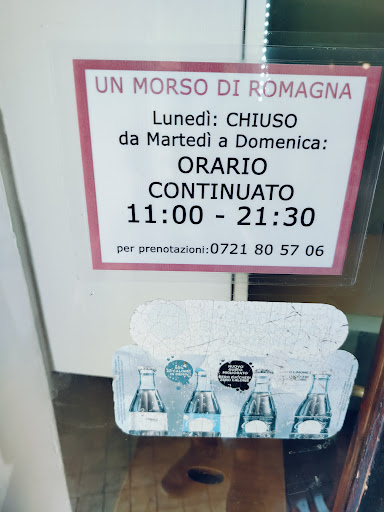 UN MORSO DI ROMAGNA
Lunedì: CHIUSO
da Martedì a Domenica:
ORARIO
CONTINUATO
11:00 - 21:30
per prenotazioni:0721 80 57 06
NUOVO